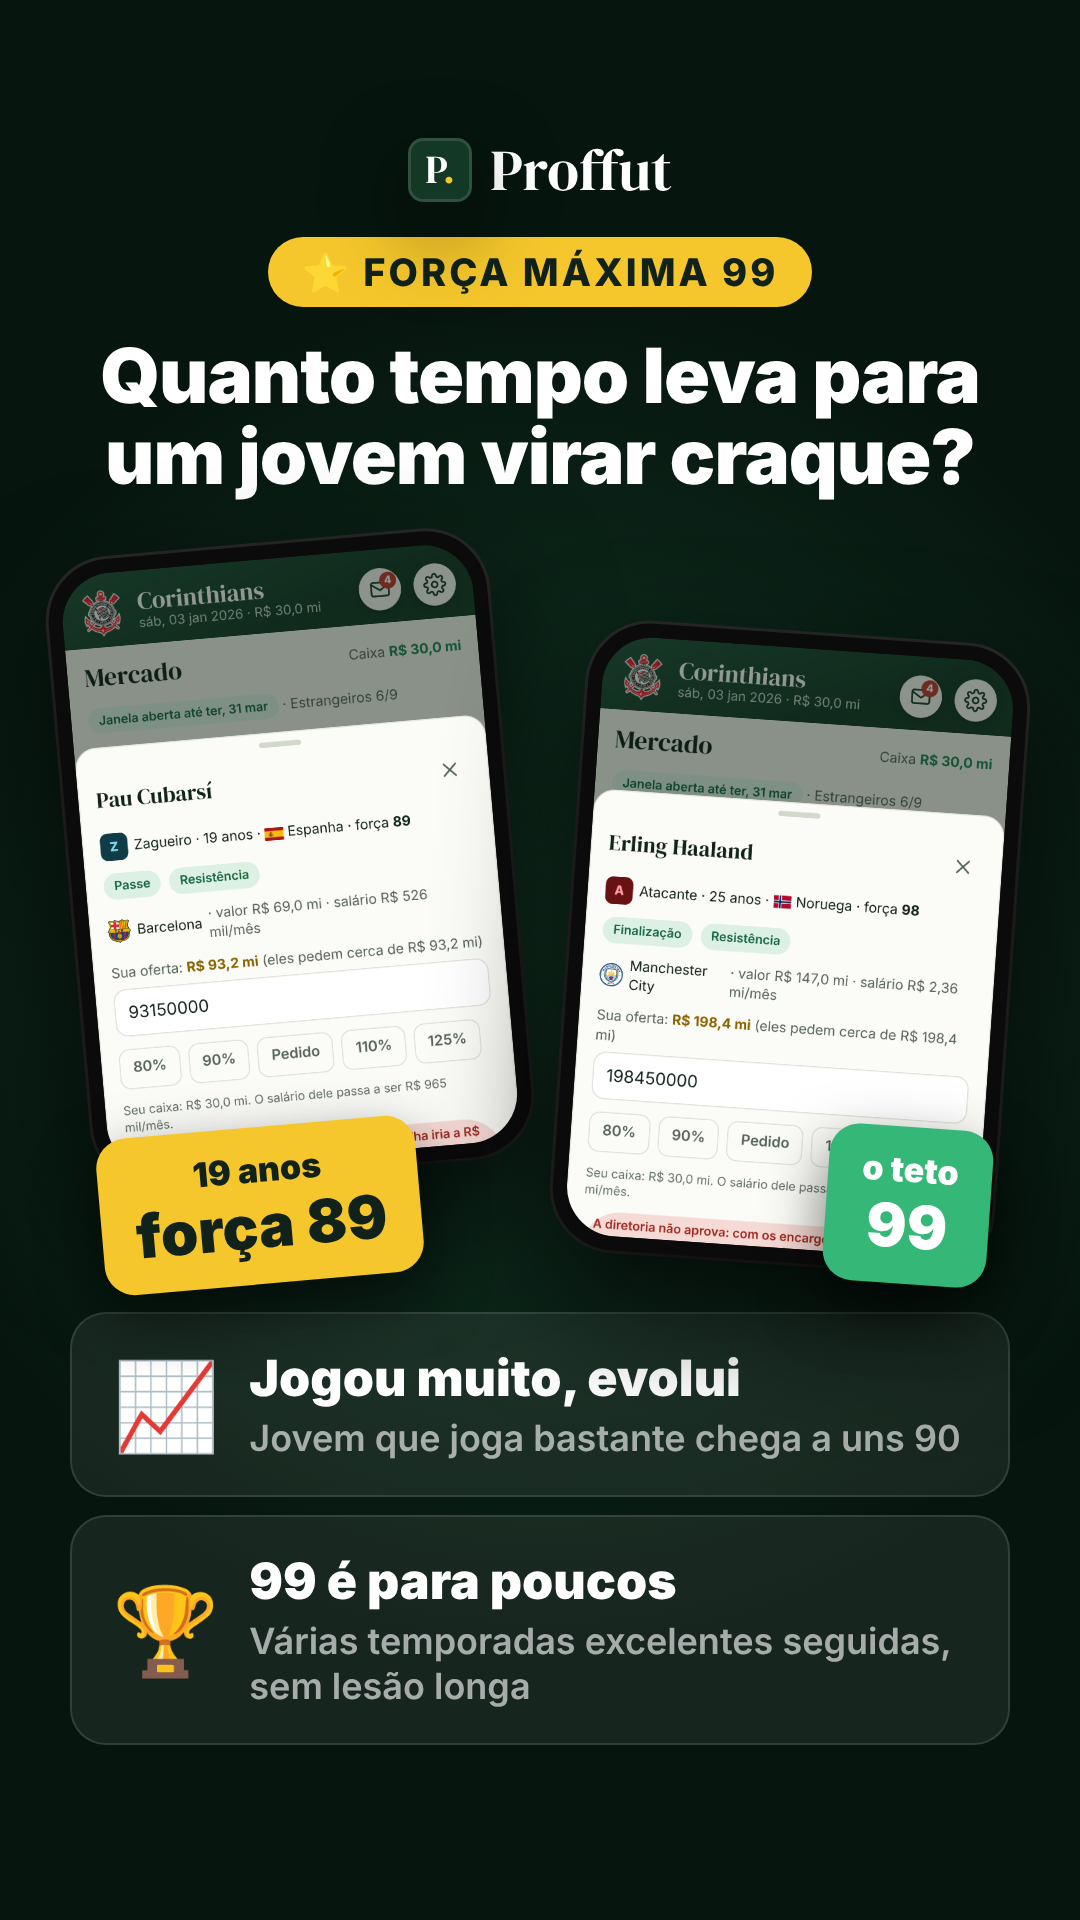 P.
Proffut
FORÇA MÁXIMA 99
Quanto tempo leva para
um jovem virar craque?
Corinthians
sáb, 03 jan 2026 · R$ 30,0 mi
4
Mercado
Caixa R$ 30,0 mi
Janela aberta até ter, 31 mar · Estrangeiros 6/9
Pau Cubarsí
Z Zagueiro · 19 anos · Espanha · força 89
Passe Resistência
Barcelona · valor R$ 69,0 mi · salário R$ 526
mil/mês
Sua oferta: R$ 93,2 mi (eles pedem cerca de R$ 93,2 mi)
93150000
80% 90% Pedido 110% 125%
Seu caixa: R$ 30,0 mi. O salário dele passa a ser R$ 965
mil/mês.
ha iria a R$
19 anos
força 89
Corinthians
sáb, 03 jan 2026 · R$ 30,0 mi
4
Mercado
Caixa R$ 30,0 mi
Janela aberta até ter, 31 mar · Estrangeiros 6/9
Erling Haaland
A Atacante · 25 anos · Noruega · força 98
Finalização Resistência
Manchester
City
· valor R$ 147,0 mi · salário R$ 2,36
mi/mês
Sua oferta: R$ 198,4 mi (eles pedem cerca de R$ 198,4
mi)
198450000
80% 90% Pedido
Seu caixa: R$ 30,0 mi. O salário dele pass
mi/mês.
A diretoria não aprova: com os encarg
o teto
99
Jogou muito, evolui
Jovem que joga bastante chega a uns 90
99 é para poucos
Várias temporadas excelentes seguidas,
sem lesão longa